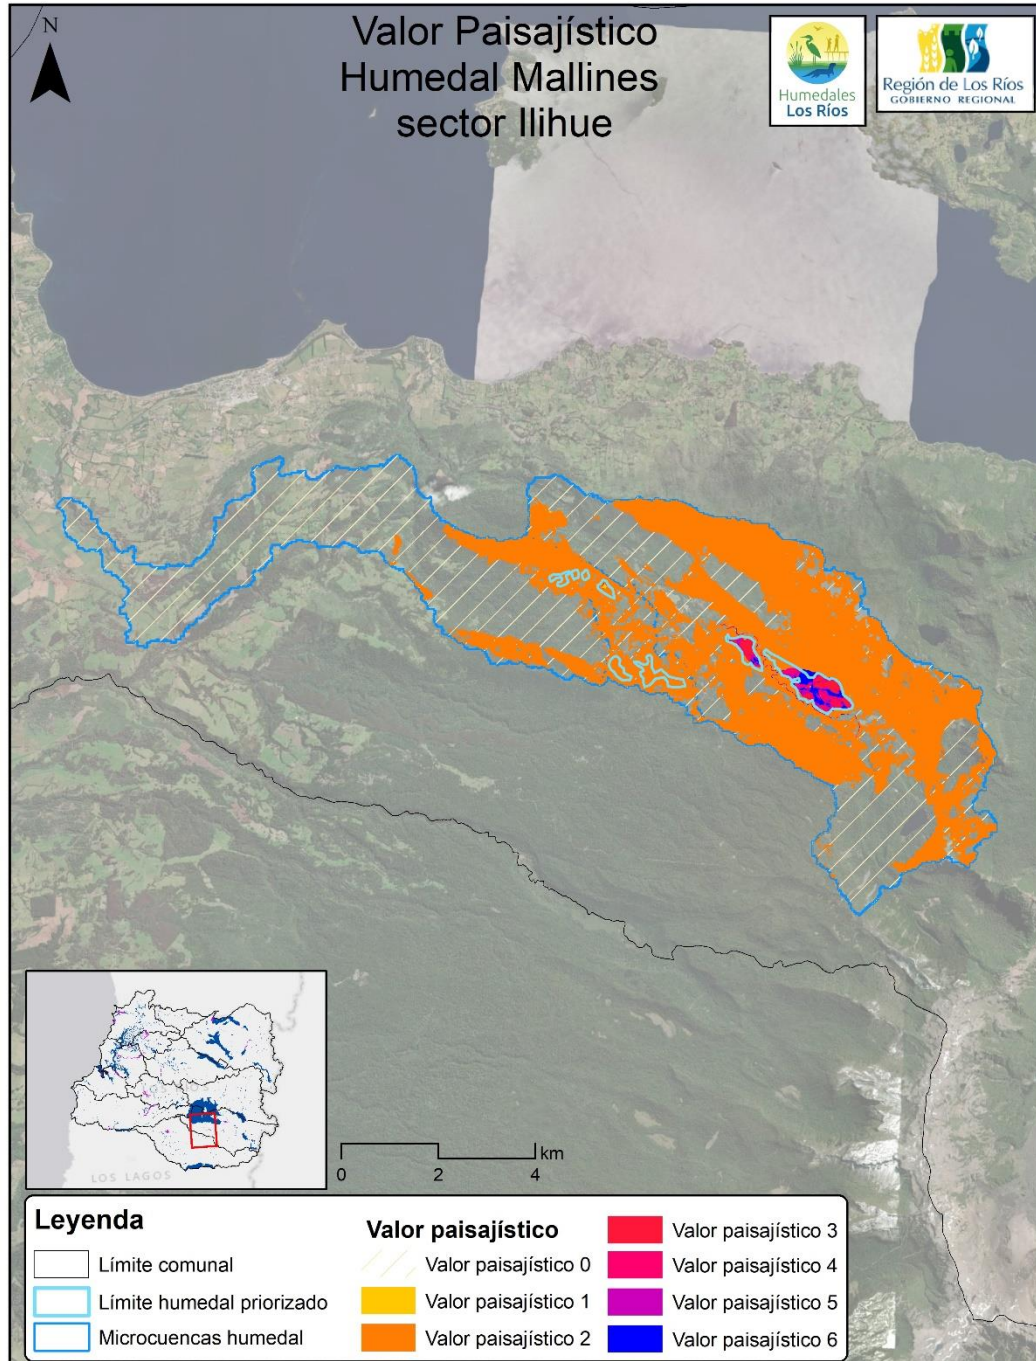 N
Valor Paisajístico
Humedal Mallines
sector Ilihue
Humedales
Los Ríos
Región de Los Ríos
GOBIERNO REGIONAL
LOS LAGOS
km
0 2 4
Leyenda
Límite comunal
Límite humedal priorizado
Microcuencas humedal
Valor paisajístico
Valor paisajístico 0
Valor paisajístico 1
Valor paisajístico 2
Valor paisajístico 3
Valor paisajístico 4
Valor paisajístico 5
Valor paisajístico 6